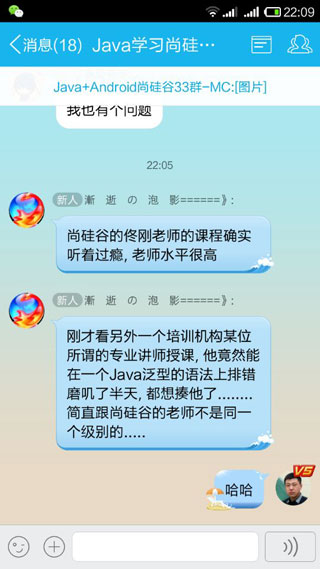 22:09
消息(18) Java学习尚硅…
Java+Android尚硅谷33群-MC:[图片]
我也有个问题
22:05
新人 漸 逝 の 泡 影======》:
尚硅谷的佟刚老师的课程确实
听着过瘾, 老师水平很高
新人 漸 逝 の 泡 影======》:
刚才看另外一个培训机构某位
所谓的专业讲师授课, 他竟然能
在一个Java泛型的语法上排错
磨叽了半天, 都想揍他了........
简直跟尚硅谷的老师不是同一
个级别的.....
哈哈
VS